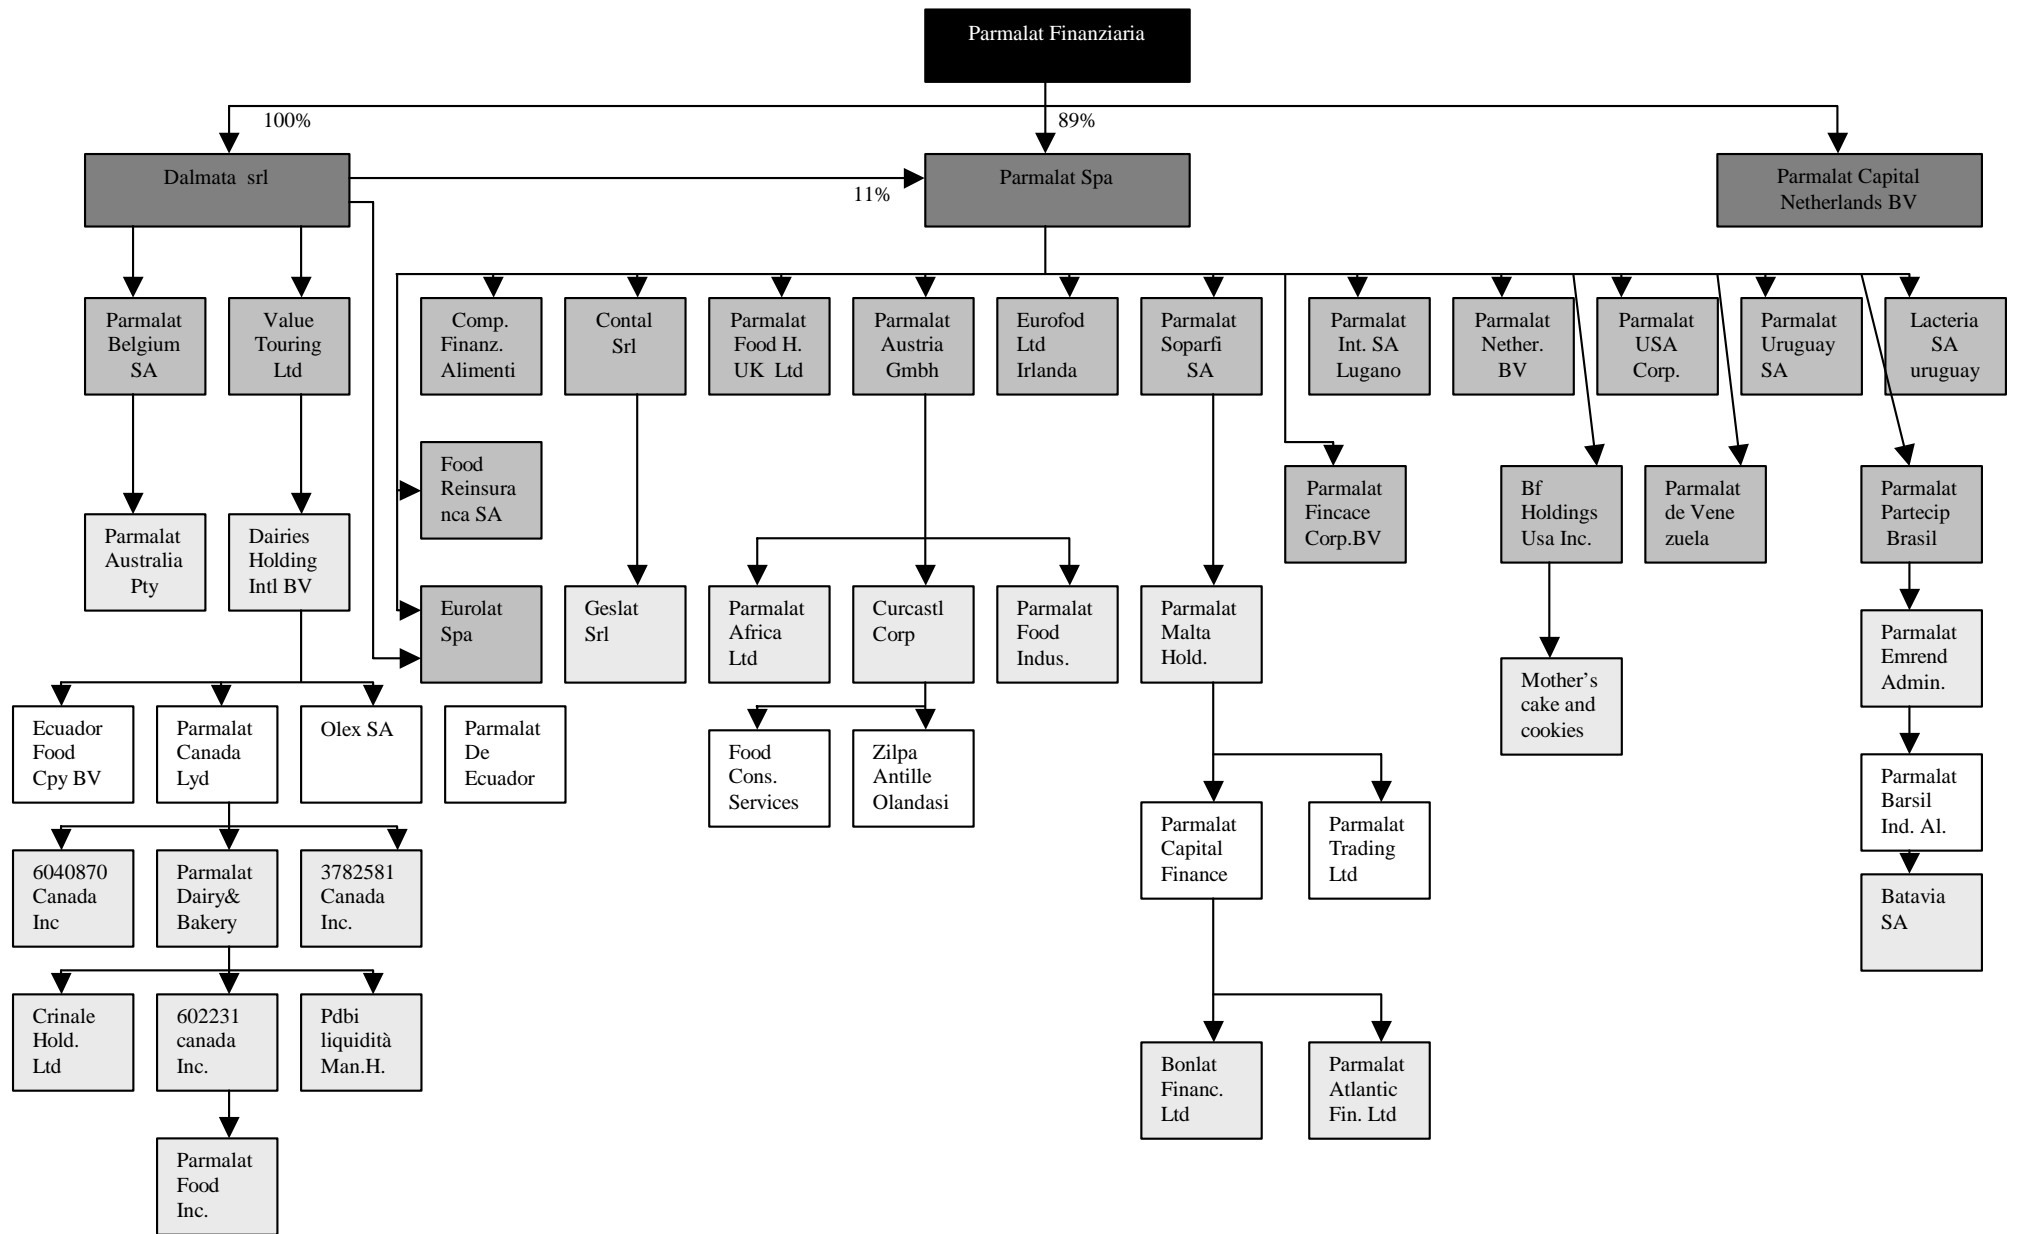 Parmalat Finanziaria
100%
89%
Dalmata srl
11%
Parmalat Spa
Parmalat Capital
Netherlands BV
Parmalat
Belgium
SA
Value
Touring
Ltd
Comp.
Finanz.
Alimenti
Contal
Srl
Parmalat
Food H.
UK Ltd
Parmalat
Austria
Gmbh
Eurofod
Ltd
Irlanda
Parmalat
Soparfi
SA
Parmalat
Int. SA
Lugano
Parmalat
Nether.
BV
Parmalat
USA
Corp.
Parmalat
Uruguay
SA
Lacteria
SA
uruguay
Food
Reinsura
nca SA
Parmalat
Fincace
Corp.BV
Bf
Holdings
Usa Inc.
Parmalat
de Vene
zuela
Parmalat
Partecip
Brasil
Parmalat
Australia
Pty
Dairies
Holding
Intl BV
Eurolat
Spa
Geslat
Srl
Parmalat
Africa
Ltd
Curcastl
Corp
Parmalat
Food
Indus.
Parmalat
Malta
Hold.
Parmalat
Emrend
Admin.
Mother’s
cake and
cookies
Ecuador
Food
Cpy BV
Parmalat
Canada
Lyd
Olex SA
Parmalat
De
Ecuador
Food
Cons.
Services
Zilpa
Antille
Olandasi
Parmalat
Barsil
Ind. Al.
Parmalat
Capital
Finance
Parmalat
Trading
Ltd
6040870
Canada
Inc
Parmalat
Dairy&
Bakery
3782581
Canada
Inc.
Batavia
SA
Crinale
Hold.
Ltd
602231
canada
Inc.
Pdbi
liquidità
Man.H.
Bonlat
Financ.
Ltd
Parmalat
Atlantic
Fin. Ltd
Parmalat
Food
Inc.